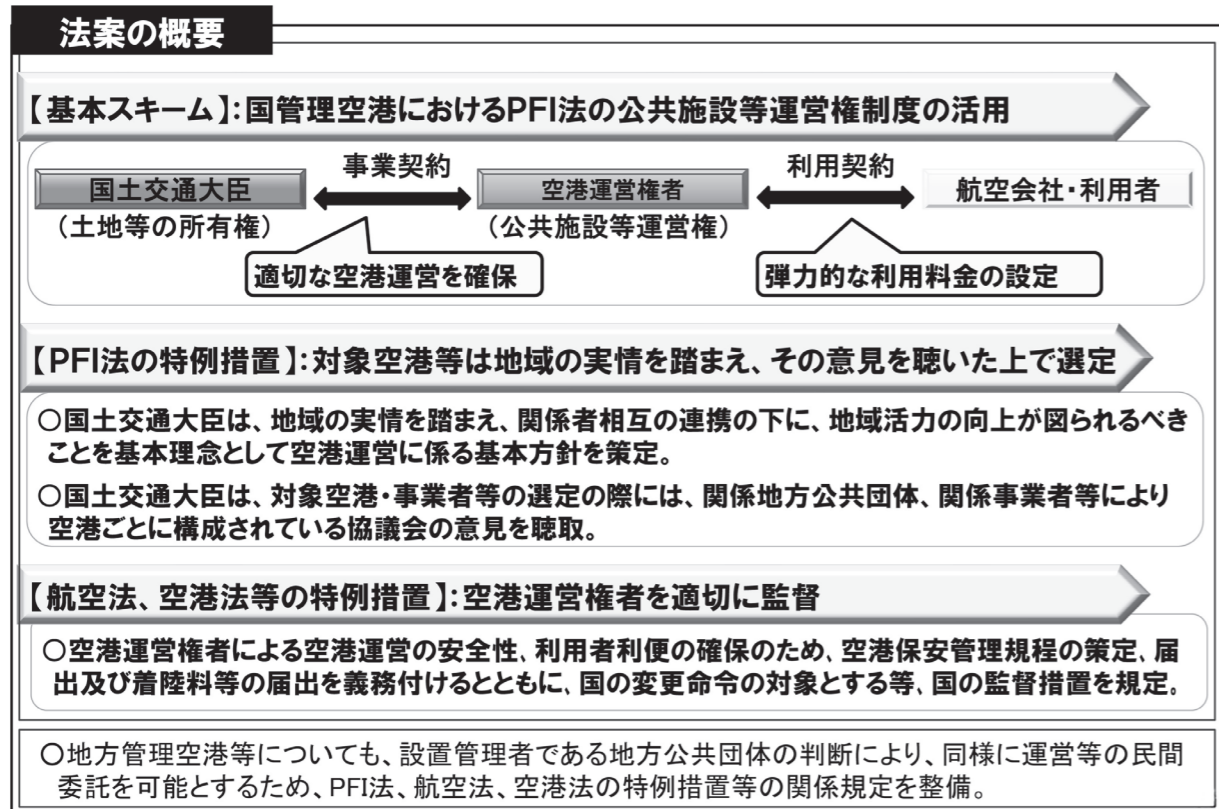 法案の概要
【基本スキーム】:国管理空港におけるPFI法の公共施設等運営権制度の活用
国土交通大臣
(土地等の所有権)
事業契約
空港運営権者
(公共施設等運営権)
利用契約
航空会社・利用者
適切な空港運営を確保
弾力的な利用料金の設定
【PFI法の特例措置】:対象空港等は地域の実情を踏まえ、その意見を聴いた上で選定
○国土交通大臣は、地域の実情を踏まえ、関係者相互の連携の下に、地域活力の向上が図られるべき
ことを基本理念として空港運営に係る基本方針を策定。
○国土交通大臣は、対象空港・事業者等の選定の際には、関係地方公共団体、関係事業者等により
空港ごとに構成されている協議会の意見を聴取。
【航空法、空港法等の特例措置】:空港運営権者を適切に監督
○空港運営権者による空港運営の安全性、利用者利便の確保のため、空港保安管理規程の策定、届
出及び着陸料等の届出を義務付けるとともに、国の変更命令の対象とする等、国の監督措置を規定。
○地方管理空港等についても、設置管理者である地方公共団体の判断により、同様に運営等の民間
委託を可能とするため、PFI法、航空法、空港法の特例措置等の関係規定を整備。